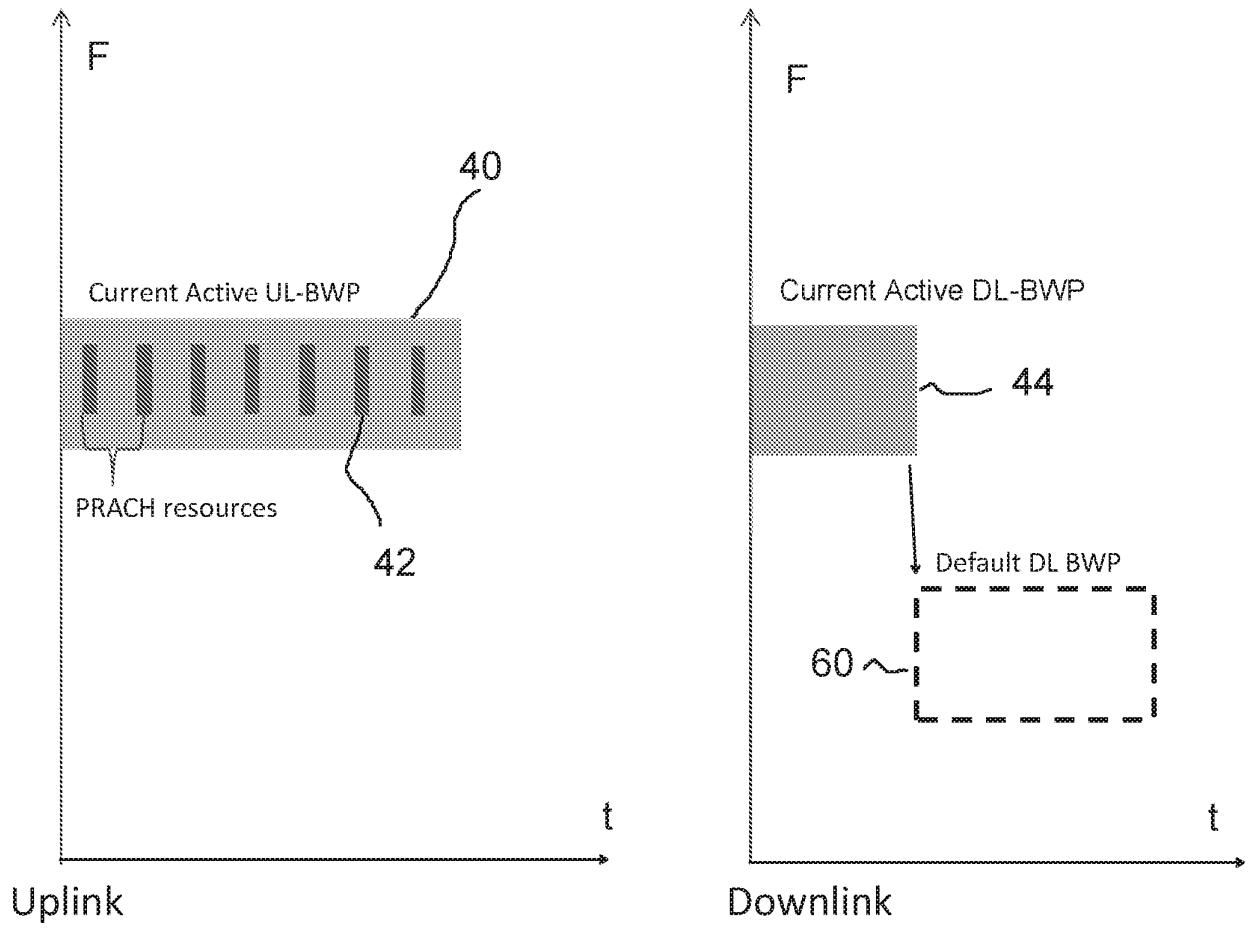 F
40
Current Active UL-BWP
PRACH resources
42
t
Uplink
F
Current Active DL-BWP
44
Default DL BWP
60
t
Downlink